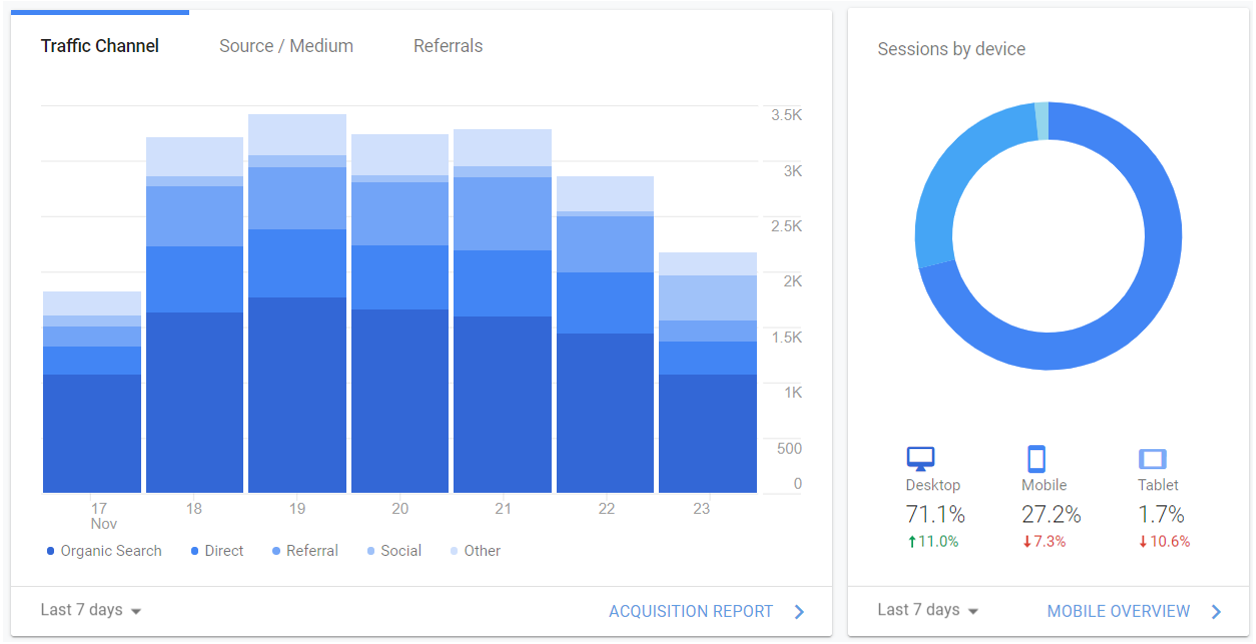 Traffic Channel Source / Medium Referrals
3.5K
3K
2.5K
2K
1.5K
1K
500
0
17 18 19 20 21 22 23
Nov
Organic Search Direct Referral Social Other
Last 7 days ACQUISITION REPORT
Sessions by device
Desktop Mobile Tablet
71.1% 27.2% 1.7%
↑11.0% ↓7.3% ↓10.6%
Last 7 days MOBILE OVERVIEW